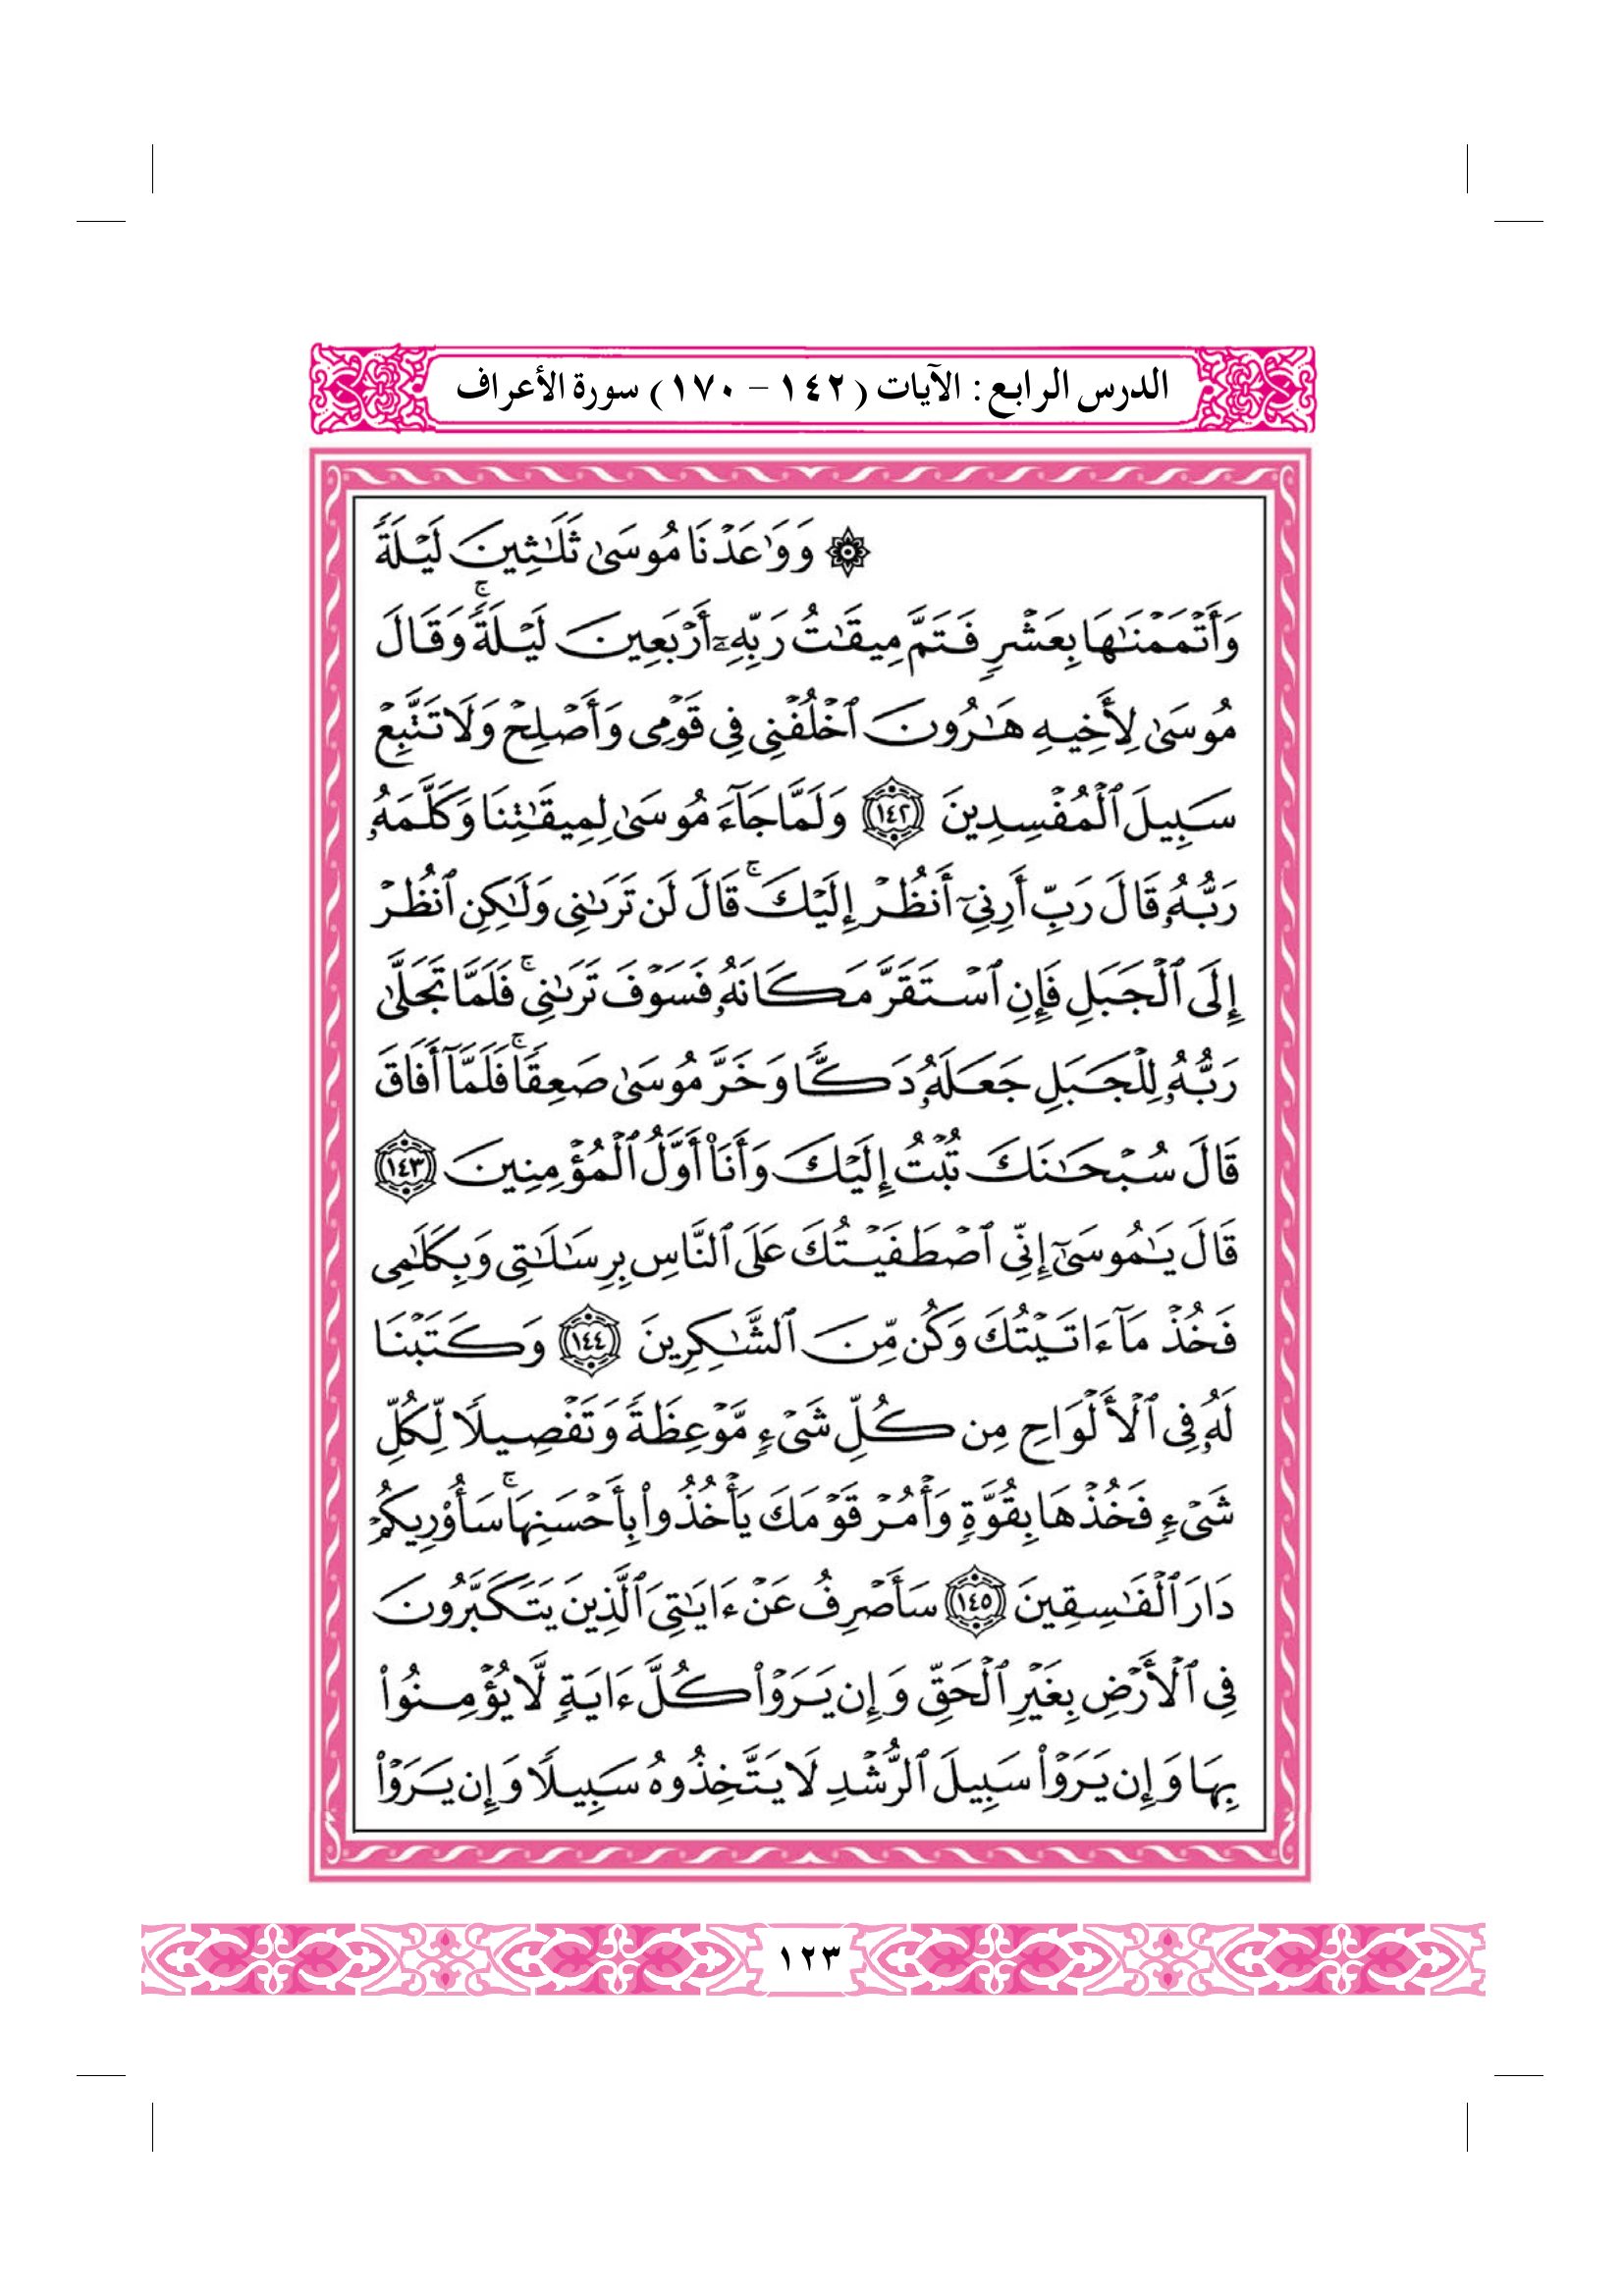 الدرس الرابع : الآيات (١٤٢ - ١٧٠) سورة الأعراف
۞ وَوَٰعَدۡنَا مُوسَىٰ ثَلَٰثِينَ لَيۡلَةٗ
وَأَتۡمَمۡنَٰهَا بِعَشۡرٖ فَتَمَّ مِيقَٰتُ رَبِّهِۦٓ أَرۡبَعِينَ لَيۡلَةٗۚ وَقَالَ
مُوسَىٰ لِأَخِيهِ هَٰرُونَ ٱخۡلُفۡنِي فِي قَوۡمِي وَأَصۡلِحۡ وَلَا تَتَّبِعۡ
سَبِيلَ ٱلۡمُفۡسِدِينَ ١٤٢ وَلَمَّا جَآءَ مُوسَىٰ لِمِيقَٰتِنَا وَكَلَّمَهُۥ
رَبُّهُۥ قَالَ رَبِّ أَرِنِيٓ أَنظُرۡ إِلَيۡكَۚ قَالَ لَن تَرَىٰنِي وَلَٰكِنِ ٱنظُرۡ
إِلَى ٱلۡجَبَلِ فَإِنِ ٱسۡتَقَرَّ مَكَانَهُۥ فَسَوۡفَ تَرَىٰنِيۚ فَلَمَّا تَجَلَّىٰ
رَبُّهُۥ لِلۡجَبَلِ جَعَلَهُۥ دَكّٗا وَخَرَّ مُوسَىٰ صَعِقٗاۚ فَلَمَّآ أَفَاقَ
قَالَ سُبۡحَٰنَكَ تُبۡتُ إِلَيۡكَ وَأَنَا۠ أَوَّلُ ٱلۡمُؤۡمِنِينَ ١٤٣
قَالَ يَٰمُوسَىٰٓ إِنِّي ٱصۡطَفَيۡتُكَ عَلَى ٱلنَّاسِ بِرِسَٰلَٰتِي وَبِكَلَٰمِي
فَخُذۡ مَآ ءَاتَيۡتُكَ وَكُن مِّنَ ٱلشَّٰكِرِينَ ١٤٤ وَكَتَبۡنَا
لَهُۥ فِي ٱلۡأَلۡوَاحِ مِن كُلِّ شَيۡءٖ مَّوۡعِظَةٗ وَتَفۡصِيلٗا لِّكُلِّ
شَيۡءٖ فَخُذۡهَا بِقُوَّةٖ وَأۡمُرۡ قَوۡمَكَ يَأۡخُذُواْ بِأَحۡسَنِهَاۚ سَأُوْرِيكُمۡ
دَارَ ٱلۡفَٰسِقِينَ ١٤٥ سَأَصۡرِفُ عَنۡ ءَايَٰتِيَ ٱلَّذِينَ يَتَكَبَّرُونَ
فِي ٱلۡأَرۡضِ بِغَيۡرِ ٱلۡحَقِّ وَإِن يَرَوۡاْ كُلَّ ءَايَةٖ لَّا يُؤۡمِنُواْ
بِهَا وَإِن يَرَوۡاْ سَبِيلَ ٱلرُّشۡدِ لَا يَتَّخِذُوهُ سَبِيلٗا وَإِن يَرَوۡاْ
١٢٣